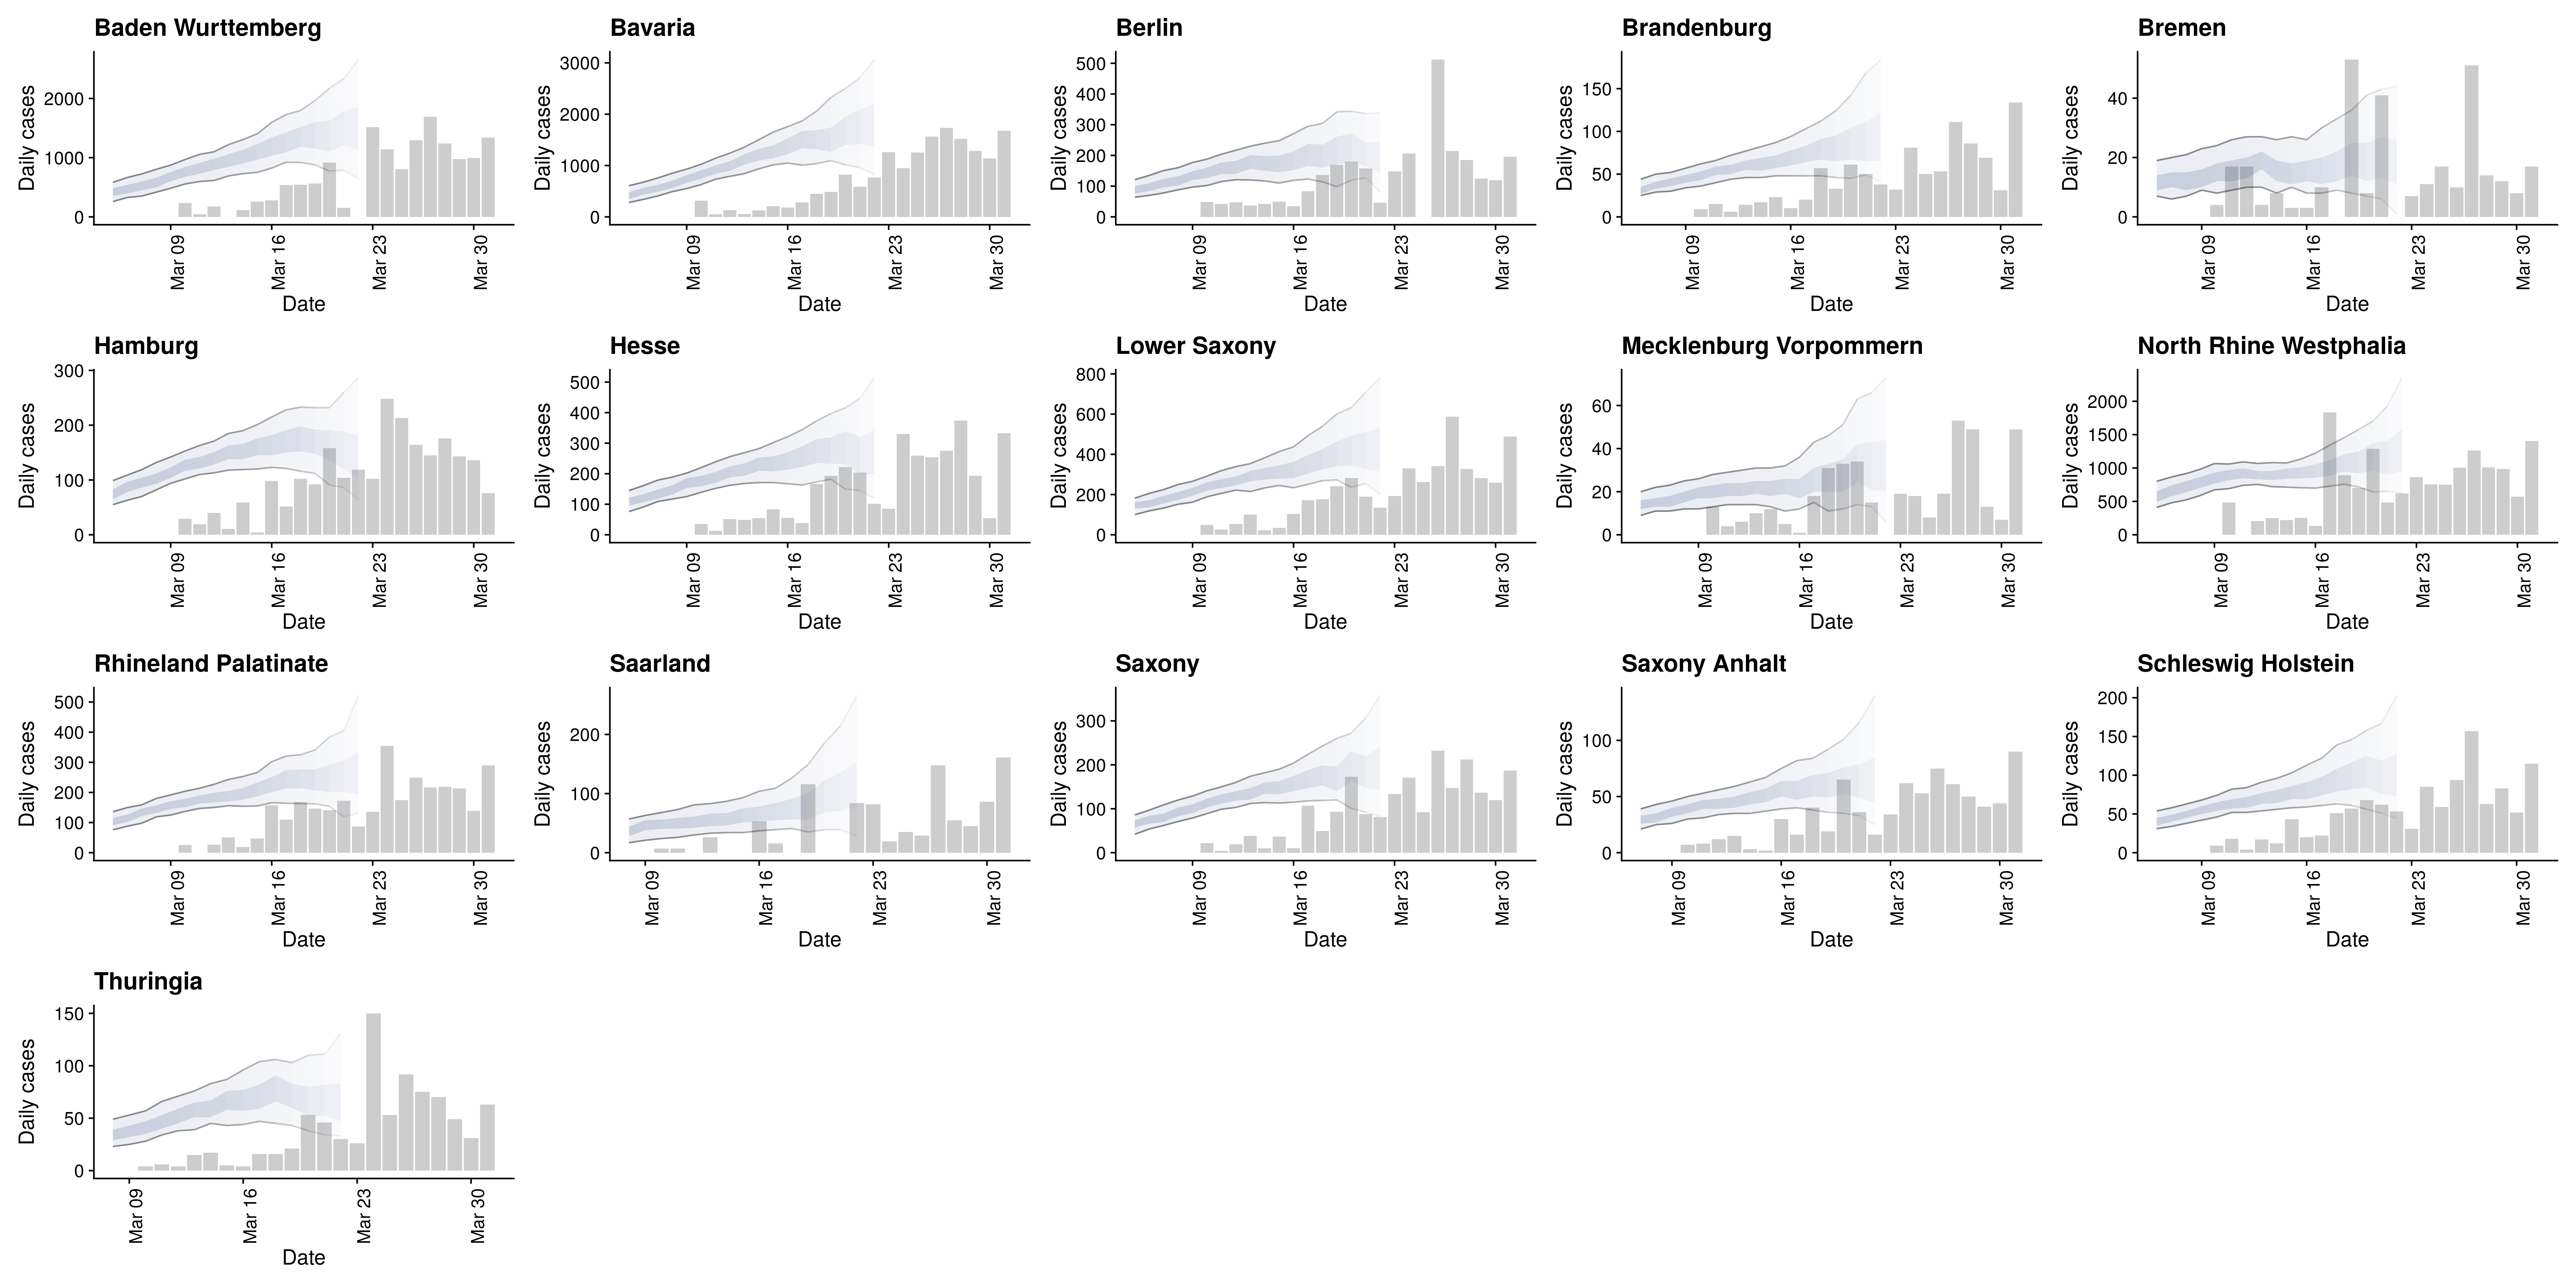 Baden Wurttemberg
Daily cases
2000
1000
0
Mar 09
Mar 16
Mar 23
Mar 30
Date
Bavaria
Daily cases
3000
2000
1000
0
Mar 09
Mar 16
Mar 23
Mar 30
Date
Berlin
Daily cases
500
400
300
200
100
0
Mar 09
Mar 16
Mar 23
Mar 30
Date
Brandenburg
Daily cases
150
100
50
0
Mar 09
Mar 16
Mar 23
Mar 30
Date
Bremen
Daily cases
40
20
0
Mar 09
Mar 16
Mar 23
Mar 30
Date
Hamburg
Daily cases
300
200
100
0
Mar 09
Mar 16
Mar 23
Mar 30
Date
Hesse
Daily cases
500
400
300
200
100
0
Mar 09
Mar 16
Mar 23
Mar 30
Date
Lower Saxony
Daily cases
800
600
400
200
0
Mar 09
Mar 16
Mar 23
Mar 30
Date
Mecklenburg Vorpommern
Daily cases
60
40
20
0
Mar 09
Mar 16
Mar 23
Mar 30
Date
North Rhine Westphalia
Daily cases
2000
1500
1000
500
0
Mar 09
Mar 16
Mar 23
Mar 30
Date
Rhineland Palatinate
Daily cases
500
400
300
200
100
0
Mar 09
Mar 16
Mar 23
Mar 30
Date
Saarland
Daily cases
200
100
0
Mar 09
Mar 16
Mar 23
Mar 30
Date
Saxony
Daily cases
300
200
100
0
Mar 09
Mar 16
Mar 23
Mar 30
Date
Saxony Anhalt
Daily cases
100
50
0
Mar 09
Mar 16
Mar 23
Mar 30
Date
Schleswig Holstein
Daily cases
200
150
100
50
0
Mar 09
Mar 16
Mar 23
Mar 30
Date
Thuringia
Daily cases
150
100
50
0
Mar 09
Mar 16
Mar 23
Mar 30
Date